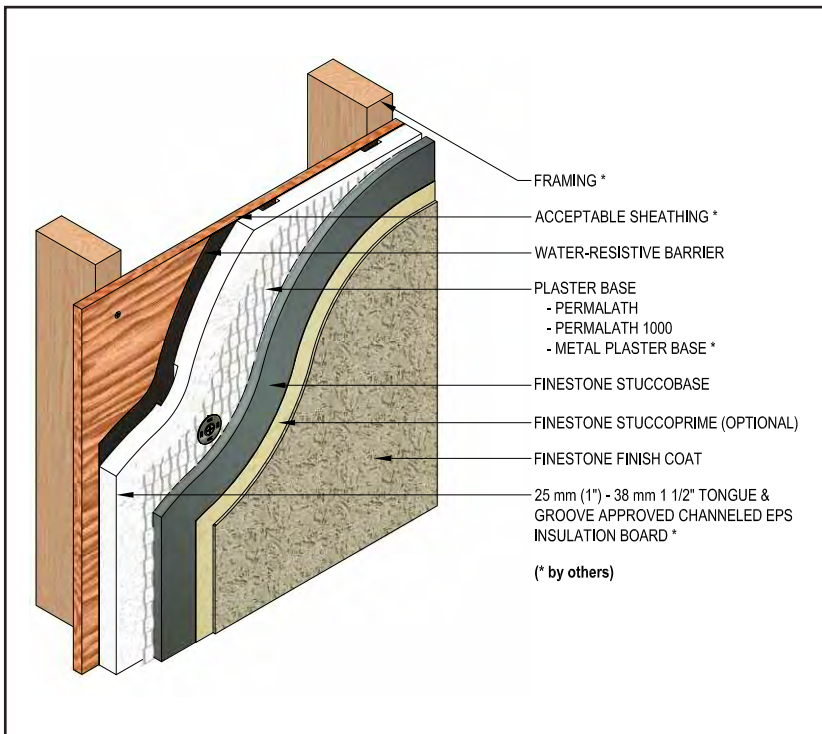 FRAMING *
ACCEPTABLE SHEATHING *
WATER-RESISTIVE BARRIER
PLASTER BASE
- PERMALATH
- PERMALATH 1000
- METAL PLASTER BASE *
FINESTONE STUCCOBASE
FINESTONE STUCCOPRIME (OPTIONAL)
FINESTONE FINISH COAT
25 mm (1") - 38 mm 1 1/2" TONGUE &
GROOVE APPROVED CHANNELED EPS
INSULATION BOARD *
(* by others)